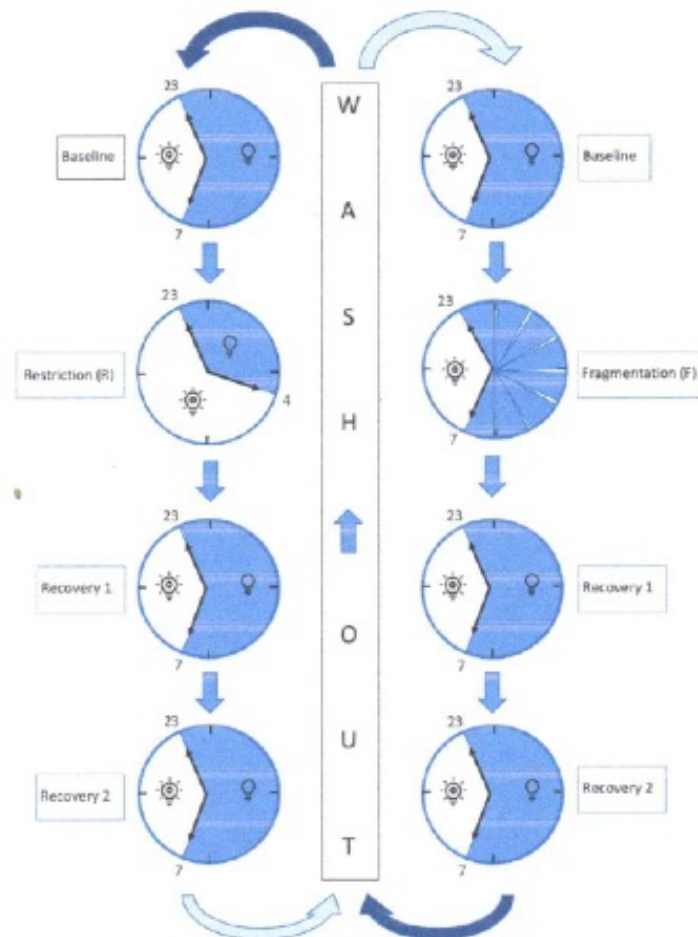 23
23
Baseline
Baseline
7
7
23
23
Restriction (R)
4
Fragmentation (F)
7
23
23
Recovery 1
Recovery 1
7
7
23
23
Recovery 2
Recovery 2
7
7
W
A
S
H
O
U
T